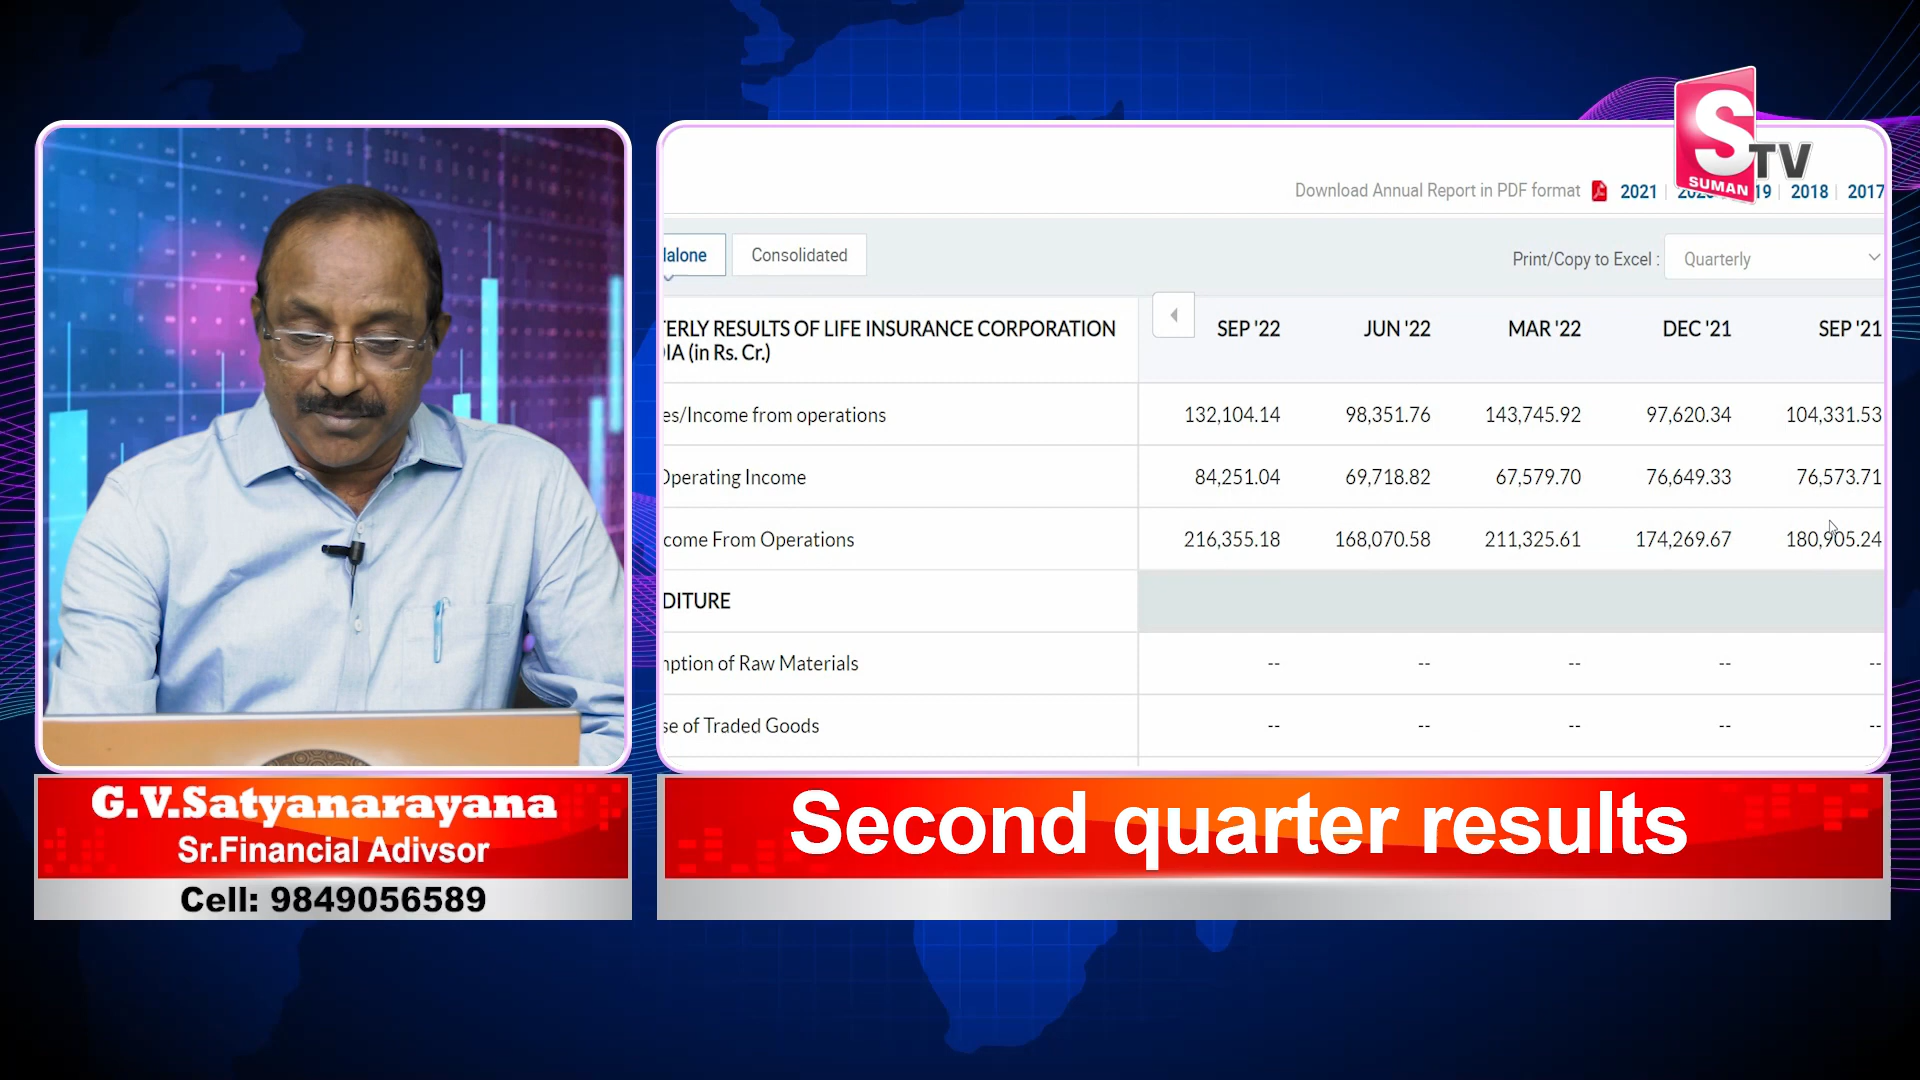 S
TV
SUMAN
Download Annual Report in PDF format 2021 19 2018 2017
lalone Consolidated Print/Copy to Excel : Quarterly
TERLY RESULTS OF LIFE INSURANCE CORPORATION
IA (in Rs. Cr.)
SEP '22 JUN '22 MAR '22 DEC '21 SEP '21
es/Income from operations 132,104.14 98,351.76 143,745.92 97,620.34 104,331.53
Operating Income 84,251.04 69,718.82 67,579.70 76,649.33 76,573.71
come From Operations 216,355.18 168,070.58 211,325.61 174,269.67 180,905.24
DITURE
nption of Raw Materials -- -- -- -- --
se of Traded Goods -- -- -- -- --
G.V.Satyanarayana
Sr.Financial Adivsor
Cell: 9849056589
Second quarter results